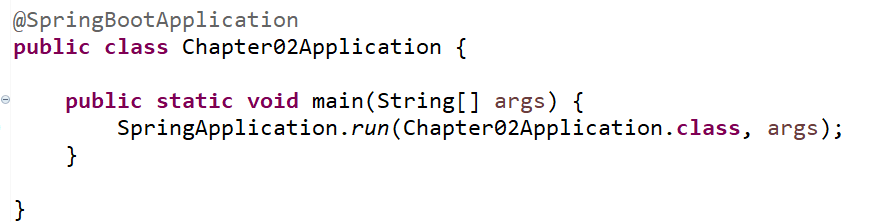 @SpringBootApplication
public class Chapter02Application {
public static void main(String[] args) {
SpringApplication.run(Chapter02Application.class, args);
}
}